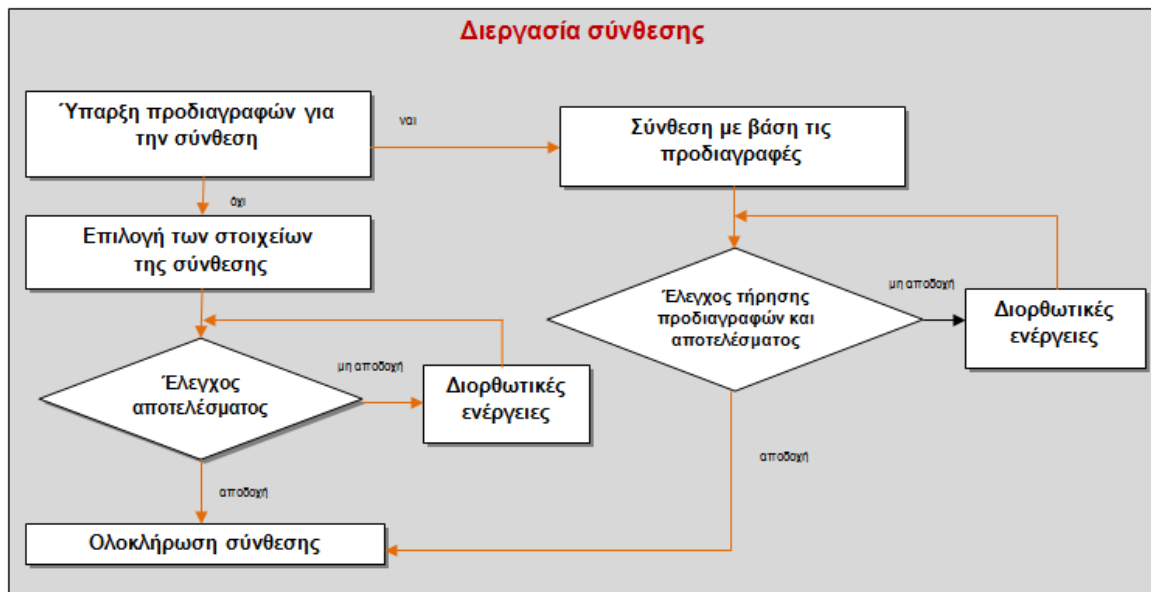 Διεργασία σύνθεσης
Ύπαρξη προδιαγραφών για
την σύνθεση
ναι
Σύνθεση με βάση τις
προδιαγραφές
όχι
Επιλογή των στοιχείων
της σύνθεσης
Έλεγχος τήρησης
προδιαγραφών και
αποτελέσματος
μη αποδοχή
Διορθωτικές
ενέργειες
Έλεγχος
αποτελέσματος
μη αποδοχή
Διορθωτικές
ενέργειες
αποδοχή
αποδοχή
Ολοκλήρωση σύνθεσης